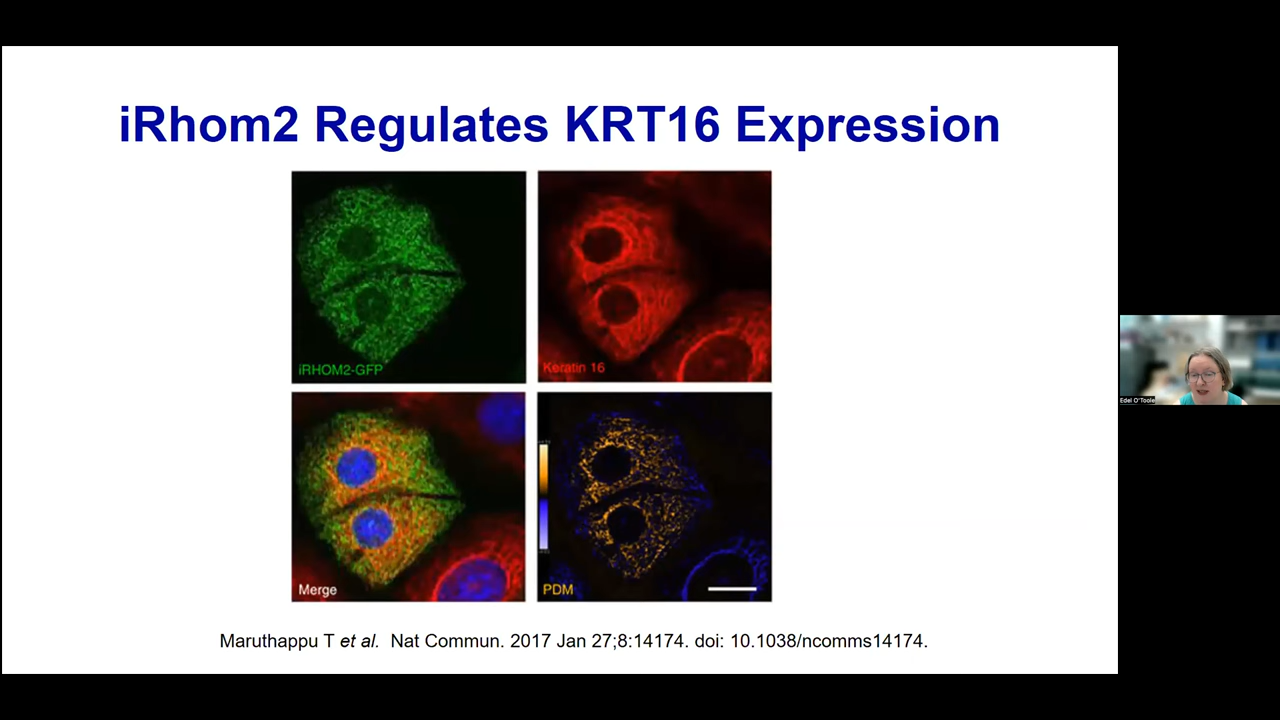 iRhom2 Regulates KRT16 Expression
iRHOM2-GFP
Keratin 16
Merge
PDM
Maruthappu T et al. Nat Commun. 2017 Jan 27;8:14174. doi: 10.1038/ncomms14174.
Edel O'Toole